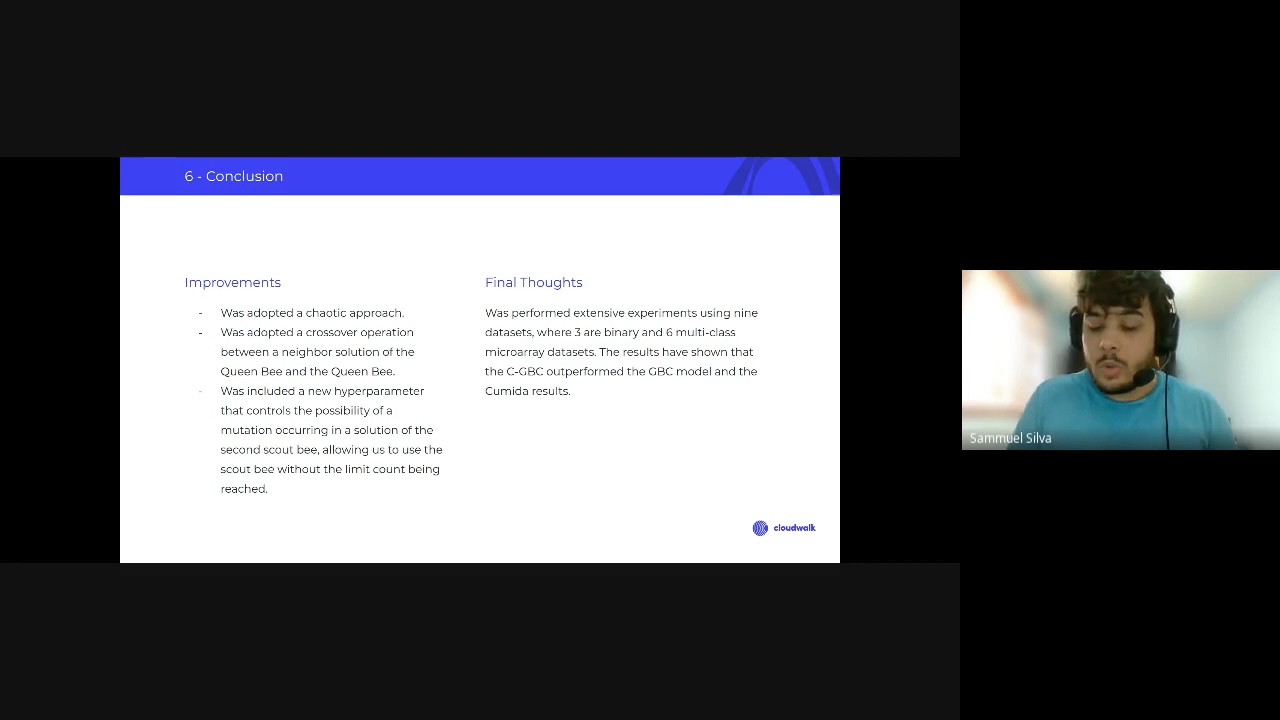 6 - Conclusion
Improvements
- Was adopted a chaotic approach.
- Was adopted a crossover operation
between a neighbor solution of the
Queen Bee and the Queen Bee.
- Was included a new hyperparameter
that controls the possibility of a
mutation occurring in a solution of the
second scout bee, allowing us to use the
scout bee without the limit count being
reached.
Final Thoughts
Was performed extensive experiments using nine
datasets, where 3 are binary and 6 multi-class
microarray datasets. The results have shown that
the C-GBC outperformed the GBC model and the
Cumida results.
cloudwalk
Sammuel Silva